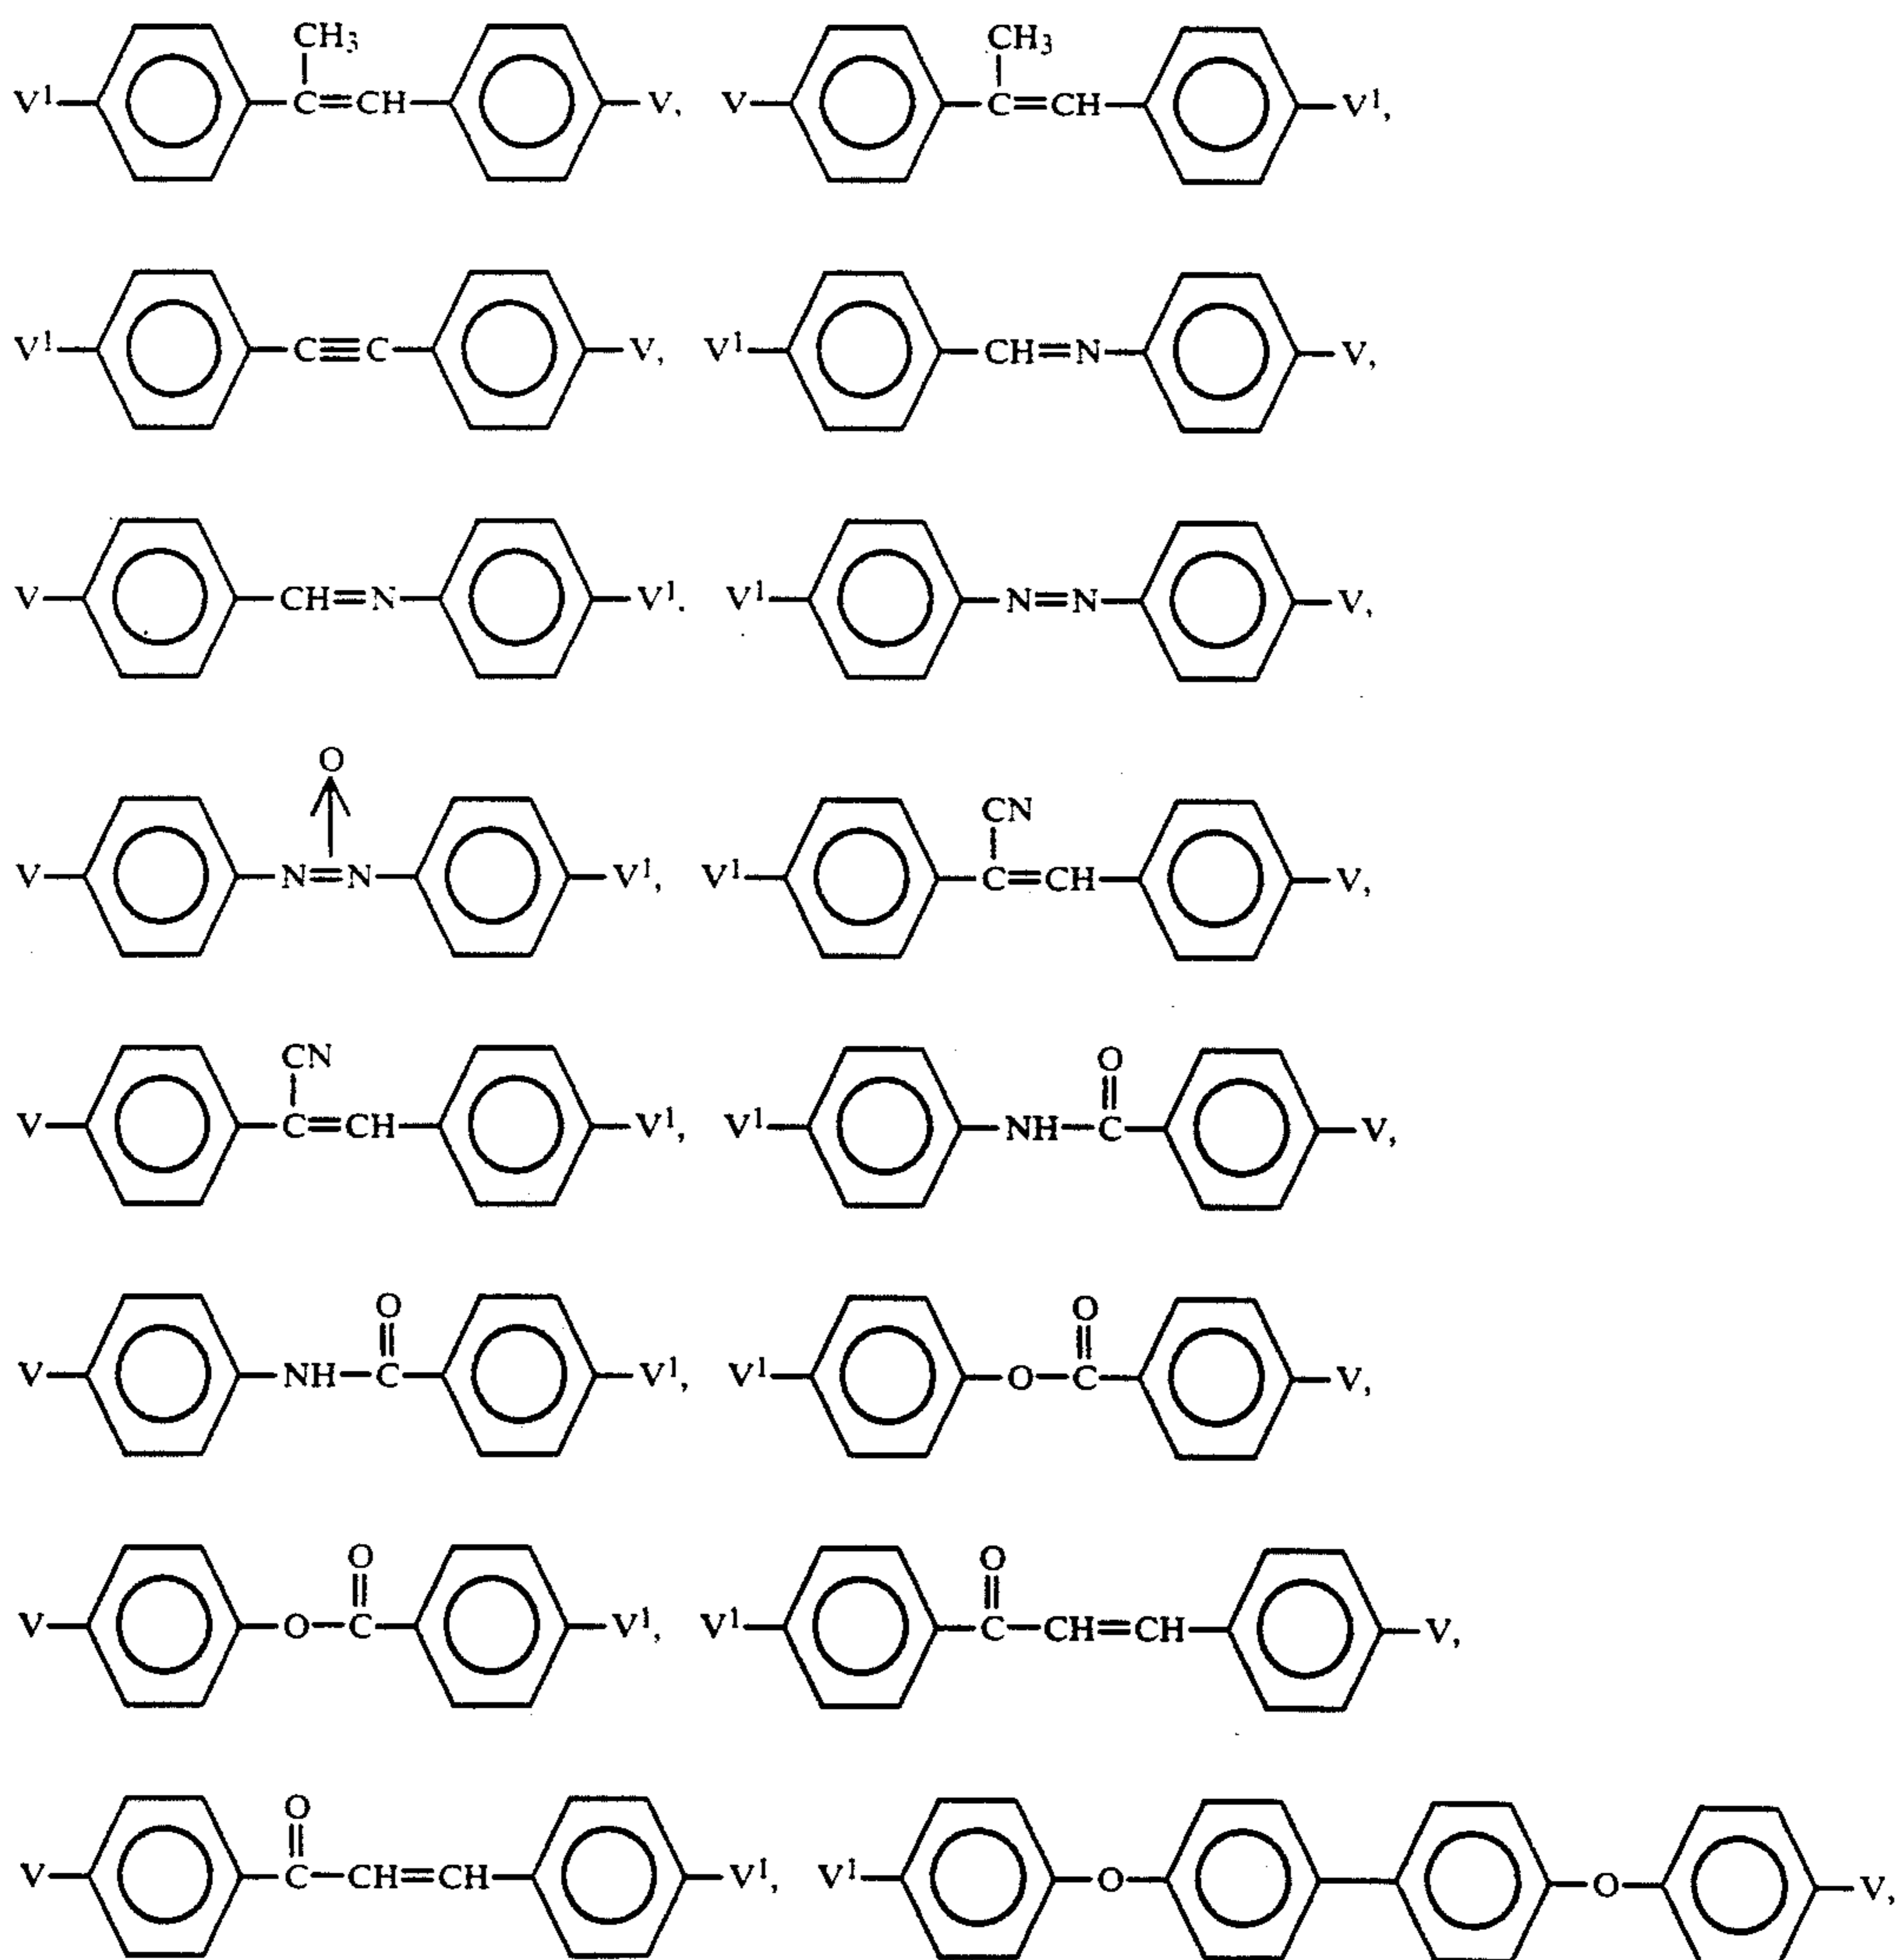 CH₃ CH₃
V¹ C=CH V, V C=CH V¹,
V¹ C≡C V, V¹ CH=N V,
V CH=N V¹. V¹ N=N V,
O
CN
V N=N V¹, V¹ C=CH V,
CN O
V C=CH V¹, V¹ NH—C V,
O O
V NH—C V¹, V¹ O—C V,
O O
V O—C V¹, V¹ C—CH=CH V,
O
V C—CH=CH V¹, V¹ O O V,